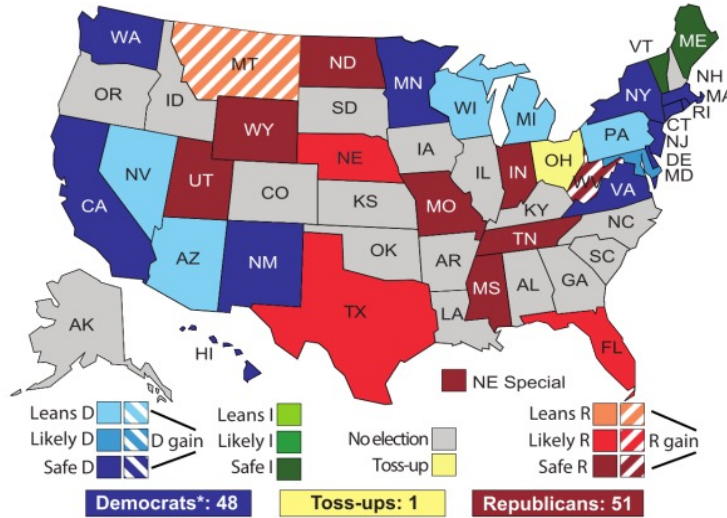 WA
MT
ND
MN
VT
ME
NH
OR
ID
SD
WI
MI
NY
MA
RI
CT
WY
PA
NJ
NE
IA
OH
DE
NV
IL
IN
MD
UT
CO
WV
VA
CA
KS
MO
KY
NC
TN
AZ
NM
OK
AR
SC
MS
AL
GA
TX
LA
AK
HI
FL
NE Special
Leans D
Likely D
D gain
Safe D
Leans I
Likely I
Safe I
No election
Toss-up
Leans R
Likely R
R gain
Safe R
Democrats*: 48
Toss-ups: 1
Republicans: 51